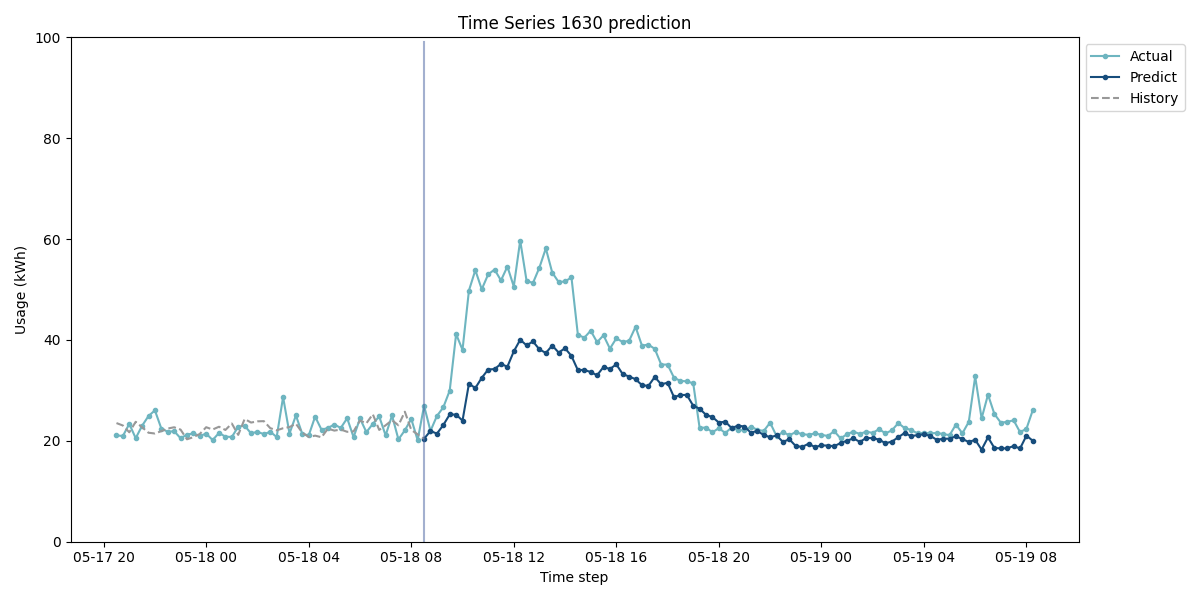 Time Series 1630 prediction
100
80
60
40
20
0
Usage (kWh)
05-17 20
05-18 00
05-18 04
05-18 08
05-18 12
05-18 16
05-18 20
05-19 00
05-19 04
05-19 08
Time step
Actual
Predict
History